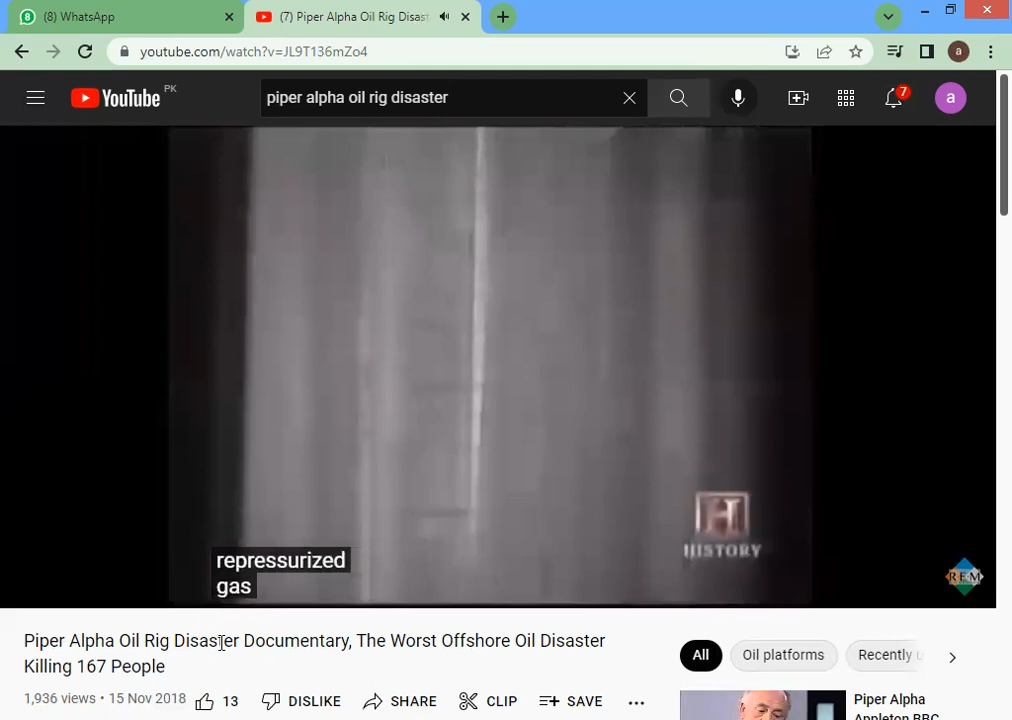 (8) WhatsApp
(7) Piper Alpha Oil Rig Disast
youtube.com/watch?v=JL9T136mZo4
a
YouTube PK
piper alpha oil rig disaster
7
a
repressurized
gas
H
HISTORY
REM
Piper Alpha Oil Rig Disaster Documentary, The Worst Offshore Oil Disaster
Killing 167 People
1,936 views • 15 Nov 2018
13
DISLIKE
SHARE
CLIP
SAVE
All
Oil platforms
Recently u
Piper Alpha
Appleton BBC